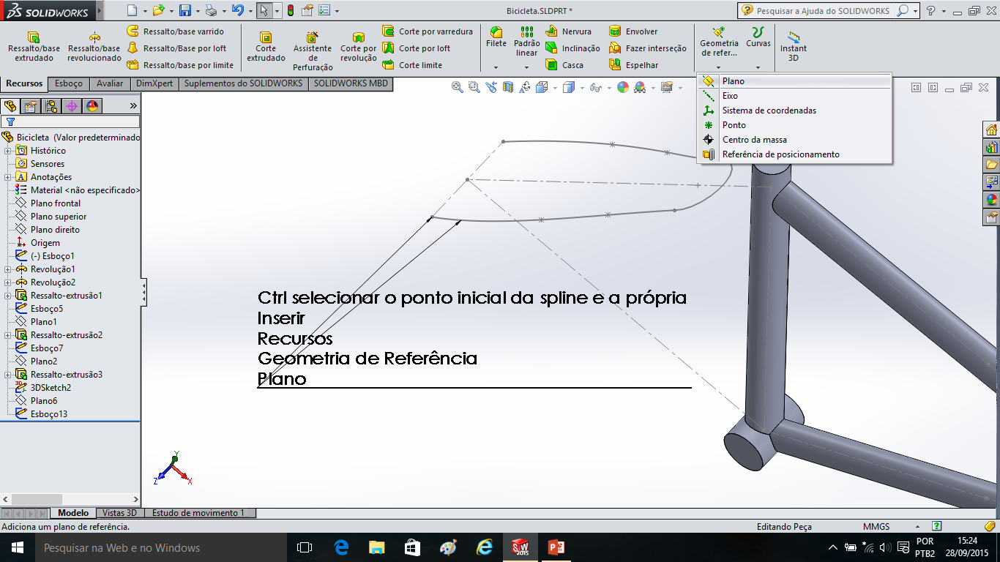 SOLIDWORKS
Bicicleta.SLDPRT *
Pesquisar a Ajuda do SOLIDWORKS
Ressalto/base extrudado
Ressalto/base revolucionado
Ressalto/base varrido
Ressalto/Base por loft
Ressalto/base por limite
Corte extrudado
Assistente de Perfuração
Corte por revolução
Corte por varredura
Corte por loft
Corte limite
Filete
Padrão linear
Nervura
Inclinação
Casca
Envolver
Fazer interseção
Espelhar
Geometria de refer...
Curvas
Instant 3D
Recursos
Esboço
Avaliar
DimXpert
Suplementos do SOLIDWORKS
SOLIDWORKS MBD
Plano
Eixo
Sistema de coordenadas
Ponto
Centro da massa
Referência de posicionamento
Bicicleta (Valor predeterminado
Histórico
Sensores
Anotações
Material <não especificado>
Plano frontal
Plano superior
Plano direito
Origem
(-) Esboço1
Revolução1
Revolução2
Ressalto-extrusão1
Esboço5
Plano1
Ressalto-extrusão2
Esboço7
Plano2
Ressalto-extrusão3
3DSketch2
Plano6
Esboço13
Ctrl selecionar o ponto inicial da spline e a própria
Inserir
Recursos
Geometria de Referência
Plano
Y
Z
X
Modelo
Vistas 3D
Estudo de movimento 1
Adiciona um plano de referência.
Editando Peça
MMGS
Pesquisar na Web e no Windows
SW
2015
POR
PTB2
15:24
28/09/2015